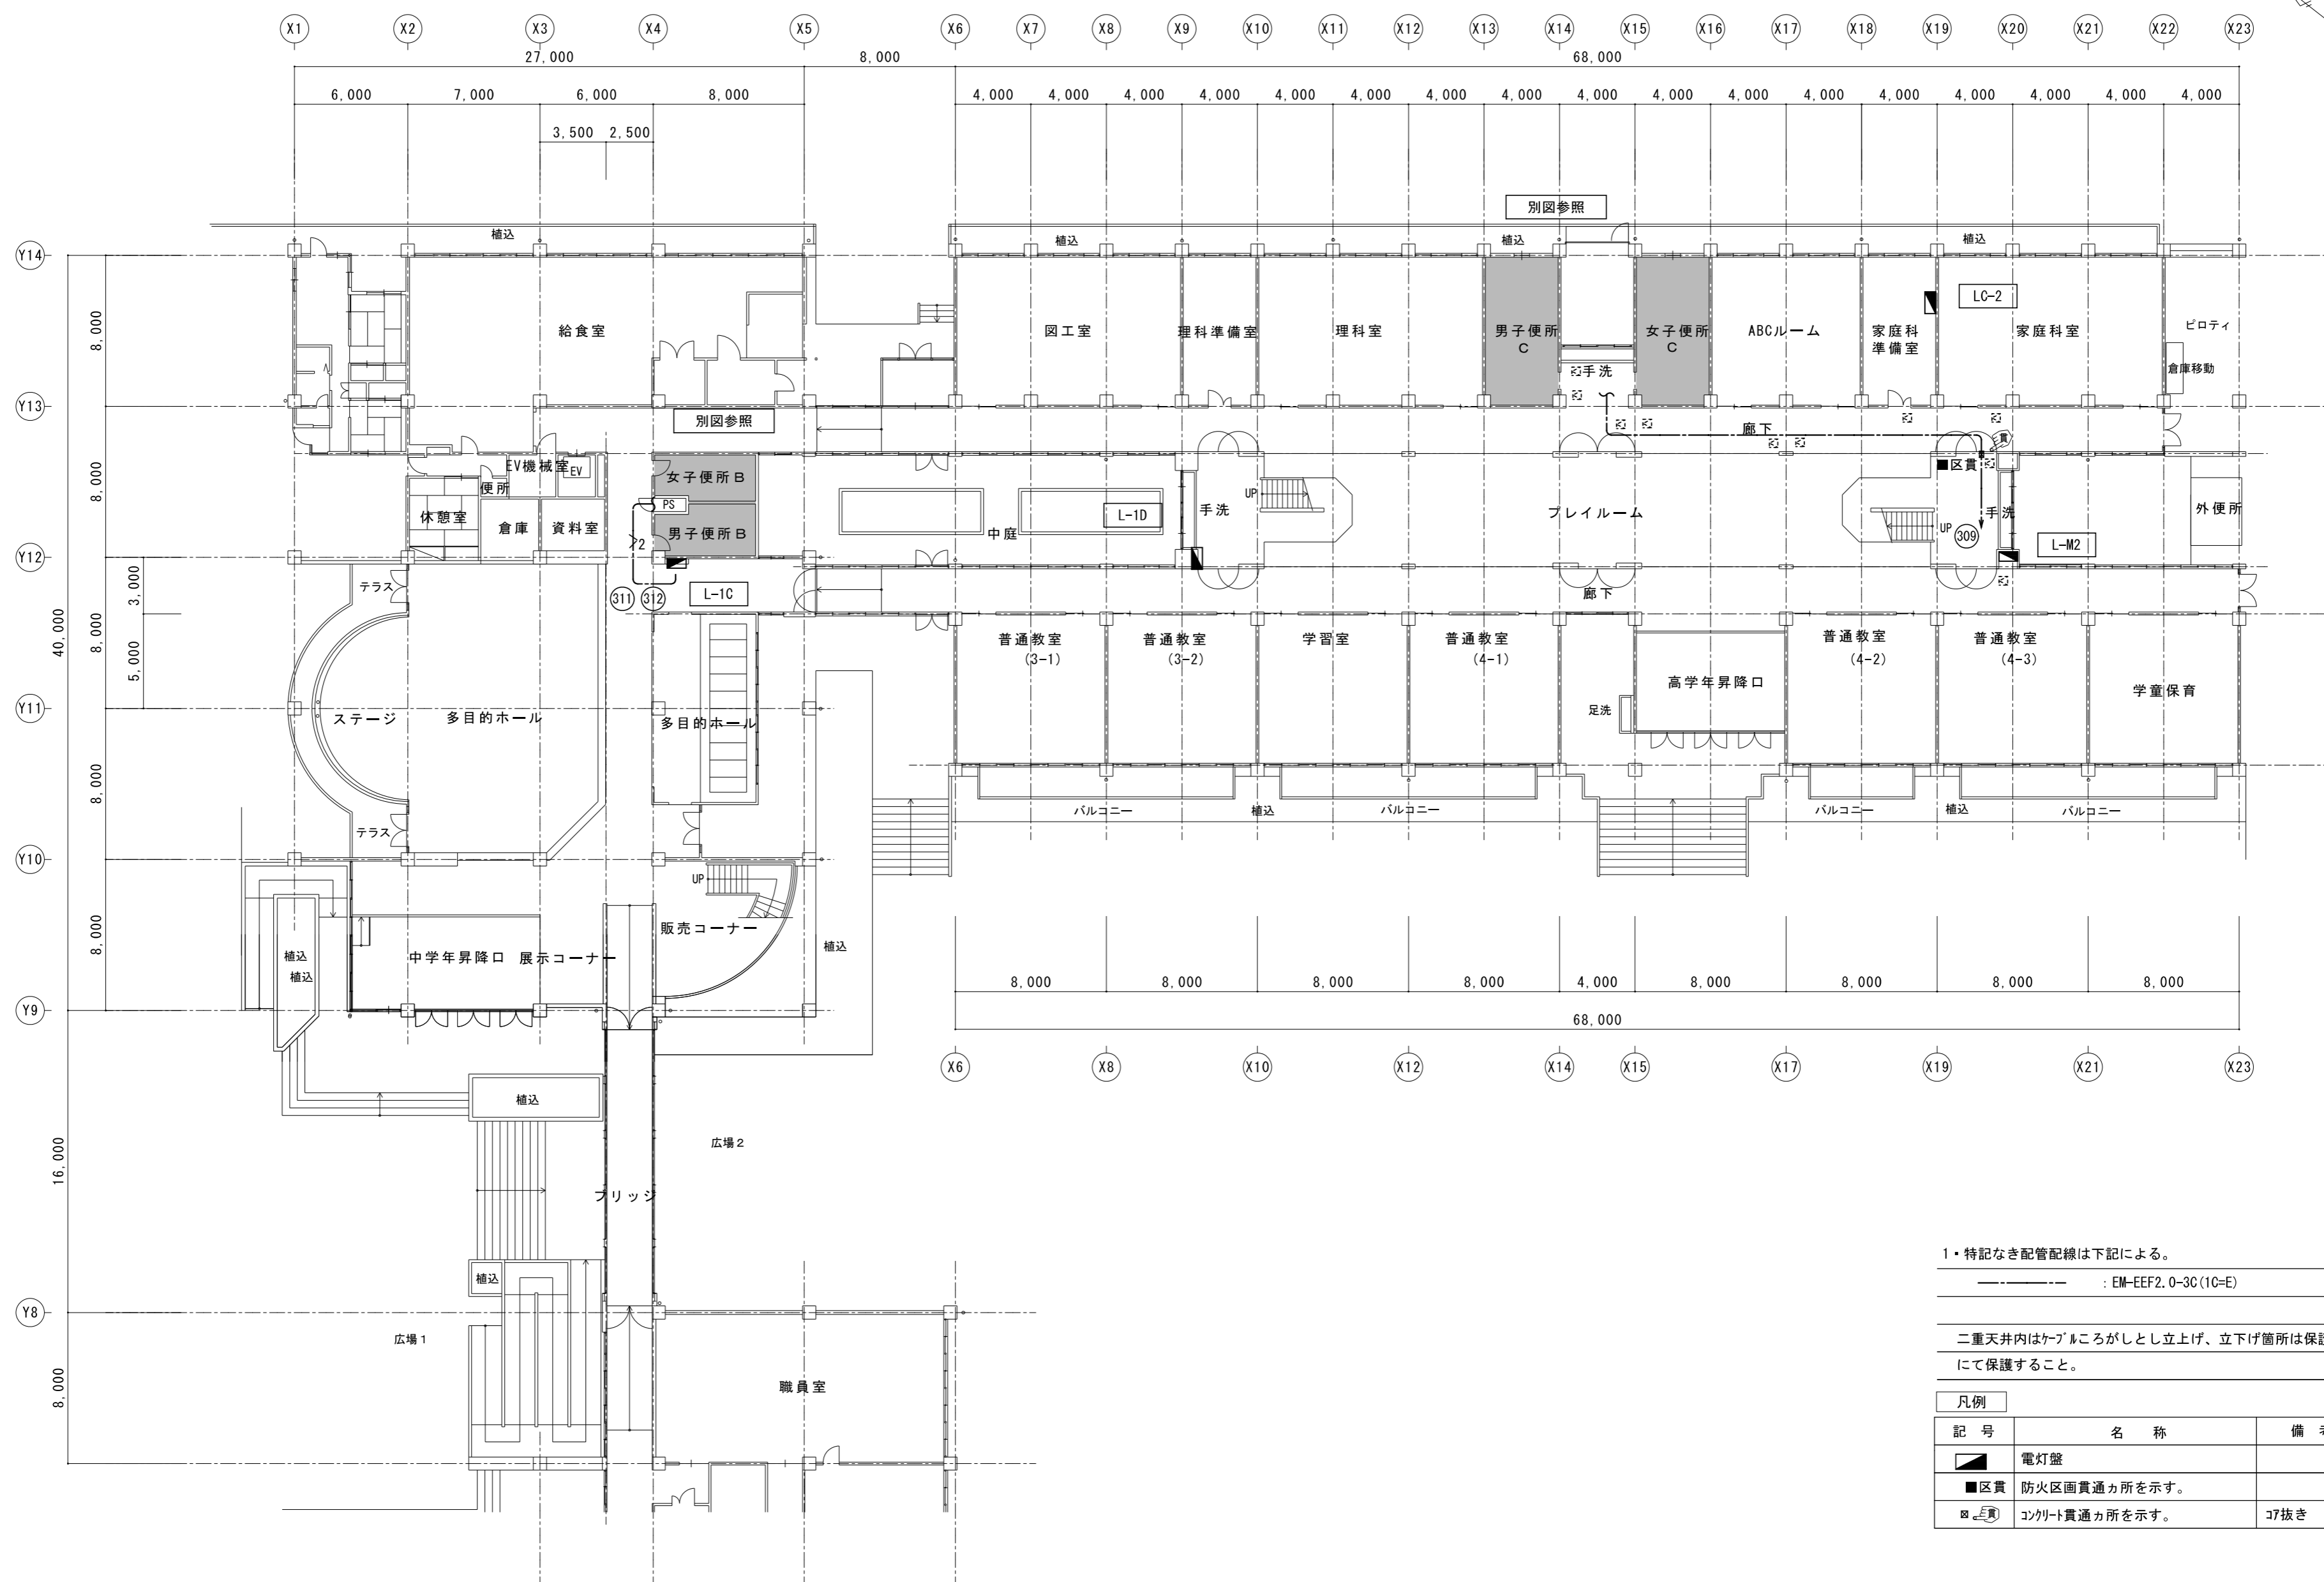 X1 X2 X3 X4 X5 X6 X7 X8 X9 X10 X11 X12 X13 X14 X15 X16 X17 X18 X19 X20 X21 X22 X23
27,000 8,000 68,000
6,000 7,000 6,000 8,000 4,000 4,000 4,000 4,000 4,000 4,000 4,000 4,000 4,000 4,000 4,000 4,000 4,000 4,000 4,000 4,000 4,000
3,500 2,500
別図参照
植込 植込 植込 植込
Y14
LC-2
8,000
給食室 図工室 理科準備室 理科室 男子便所 C 女子便所 C ABCルーム 家庭科 準備室 家庭科室 ピロティ
手洗 倉庫移動
Y13
別図参照
廊下 貫
EV機械室 EV 女子便所B ■区貫
8,000
便所 PS UP
休憩室 倉庫 資料室 男子便所B 中庭 L-1D 手洗 プレイルーム UP 手洗 外便所
2 309 L-M2
Y12
テラス 311 312 L-1C 廊下
3,000
40,000 8,000 5,000
普通教室 (3-1) 普通教室 (3-2) 学習室 普通教室 (4-1) 普通教室 (4-2) 普通教室 (4-3)
高学年昇降口 学童保育
Y11
ステージ 多目的ホール 多目的ホール 足洗
8,000
テラス バルコニー 植込 バルコニー バルコニー 植込 バルコニー
Y10
UP
8,000
販売コーナー
植込 中学年昇降口 展示コーナー 植込
植込
8,000 8,000 8,000 8,000 4,000 8,000 8,000 8,000 8,000
Y9
68,000
X6 X8 X10 X12 X14 X15 X17 X19 X21 X23
植込
広場2
16,000
ブリッジ
植込
Y8
広場1
8,000
職員室
1・特記なき配管配線は下記による。
：EM-EEF2.0-3C(1C=E)
二重天井内はｹｰﾌﾞﾙころがしとし立上げ、立下げ箇所は保
にて保護すること。
凡例
記 号 名 称 備
電灯盤
■区貫 防火区画貫通ヵ所を示す。
貫 ｺﾝｸﾘｰﾄ貫通ヵ所を示す。 ｺｱ抜き